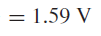 = 1.59 V